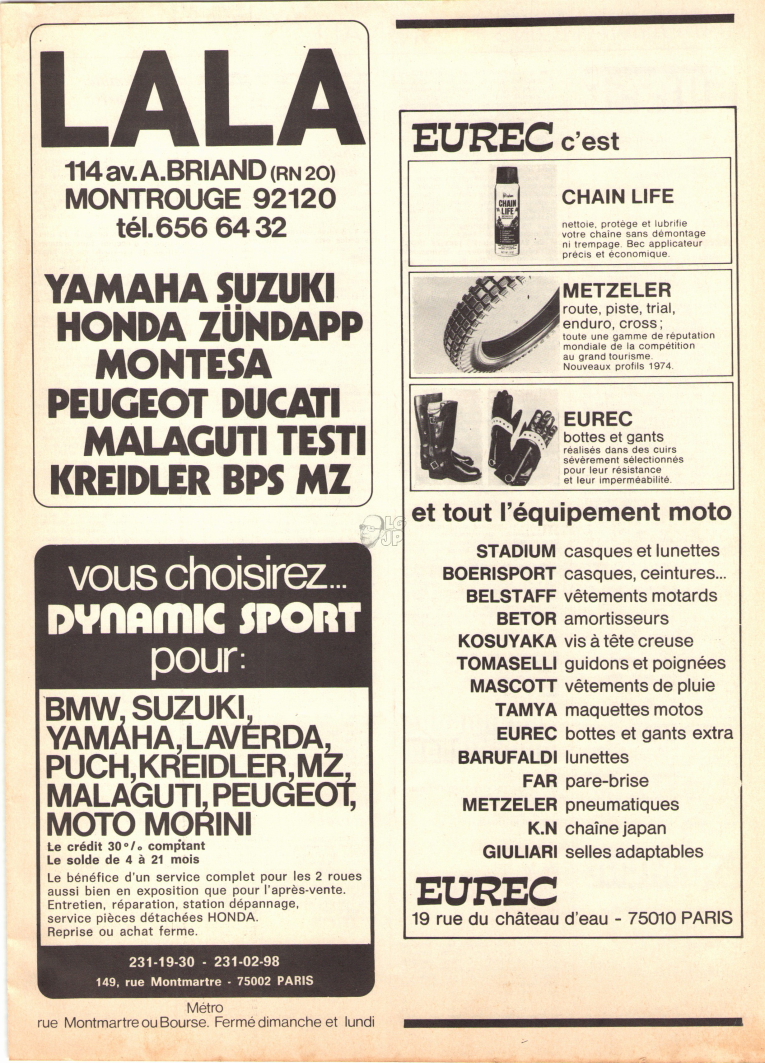 LALA
114 av. A.BRIAND (RN 20)
MONTROUGE 92120
tél. 656 64 32
YAMAHA SUZUKI
HONDA ZÜNDAPP
MONTESA
PEUGEOT DUCATI
MALAGUTI TESTI
KREIDLER BPS MZ
vous choisirez...
DYNAMIC SPORT
pour:
BMW, SUZUKI,
YAMAHA, LAVERDA,
PUCH, KREIDLER, MZ,
MALAGUTI, PEUGEOT,
MOTO MORINI
Le crédit 30 % comptant
Le solde de 4 à 21 mois
Le bénéfice d'un service complet pour les 2 roues
aussi bien en exposition que pour l'après-vente.
Entretien, réparation, station dépannage,
service pièces détachées HONDA.
Reprise ou achat ferme.
231-19-30 - 231-02-98
149, rue Montmartre - 75002 PARIS
Métro
rue Montmartre ou Bourse. Fermé dimanche et lundi
EUREC c'est
CHAIN LIFE
CHAIN LIFE
nettoie, protège et lubrifie
votre chaîne sans démontage
ni trempage. Bec applicateur
précis et économique.
METZELER
route, piste, trial,
enduro, cross;
toute une gamme de réputation
mondiale de la compétition
au grand tourisme.
Nouveaux profils 1974.
EUREC
bottes et gants
réalisés dans des cuirs
sévèrement sélectionnés
pour leur résistance
et leur imperméabilité.
et tout l'équipement moto
STADIUM casques et lunettes
BOERISPORT casques, ceintures...
BELSTAFF vêtements motards
BETOR amortisseurs
KOSUYAKA vis à tête creuse
TOMASELLI guidons et poignées
MASCOTT vêtements de pluie
TAMYA maquettes motos
EUREC bottes et gants extra
BARUFALDI lunettes
FAR pare-brise
METZELER pneumatiques
K.N chaîne japan
GIULIARI selles adaptables
EUREC
19 rue du château d'eau - 75010 PARIS
LG
JP